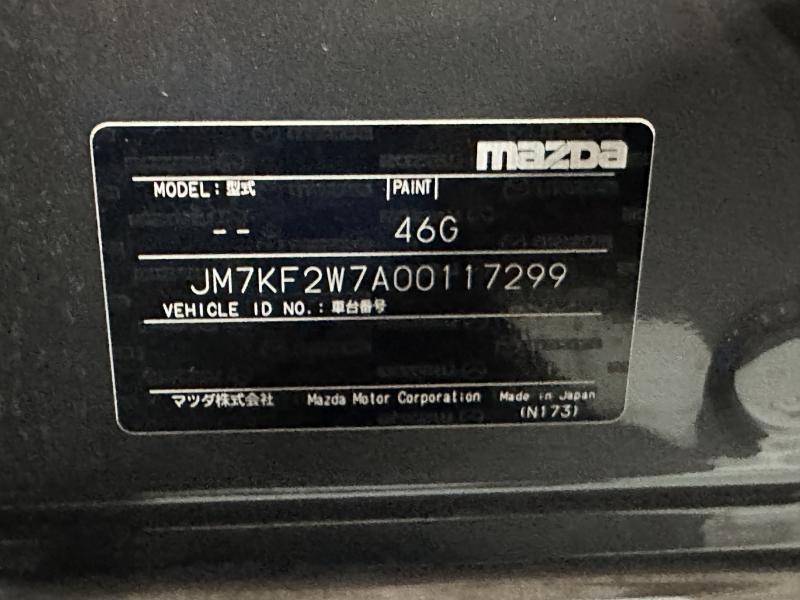 mazda
MODEL : 型式 PAINT
-- 46G
JM7KF2W7A00117299
VEHICLE ID NO. : 車台番号
マツダ株式会社 Mazda Motor Corporation Made in Japan
(N173)